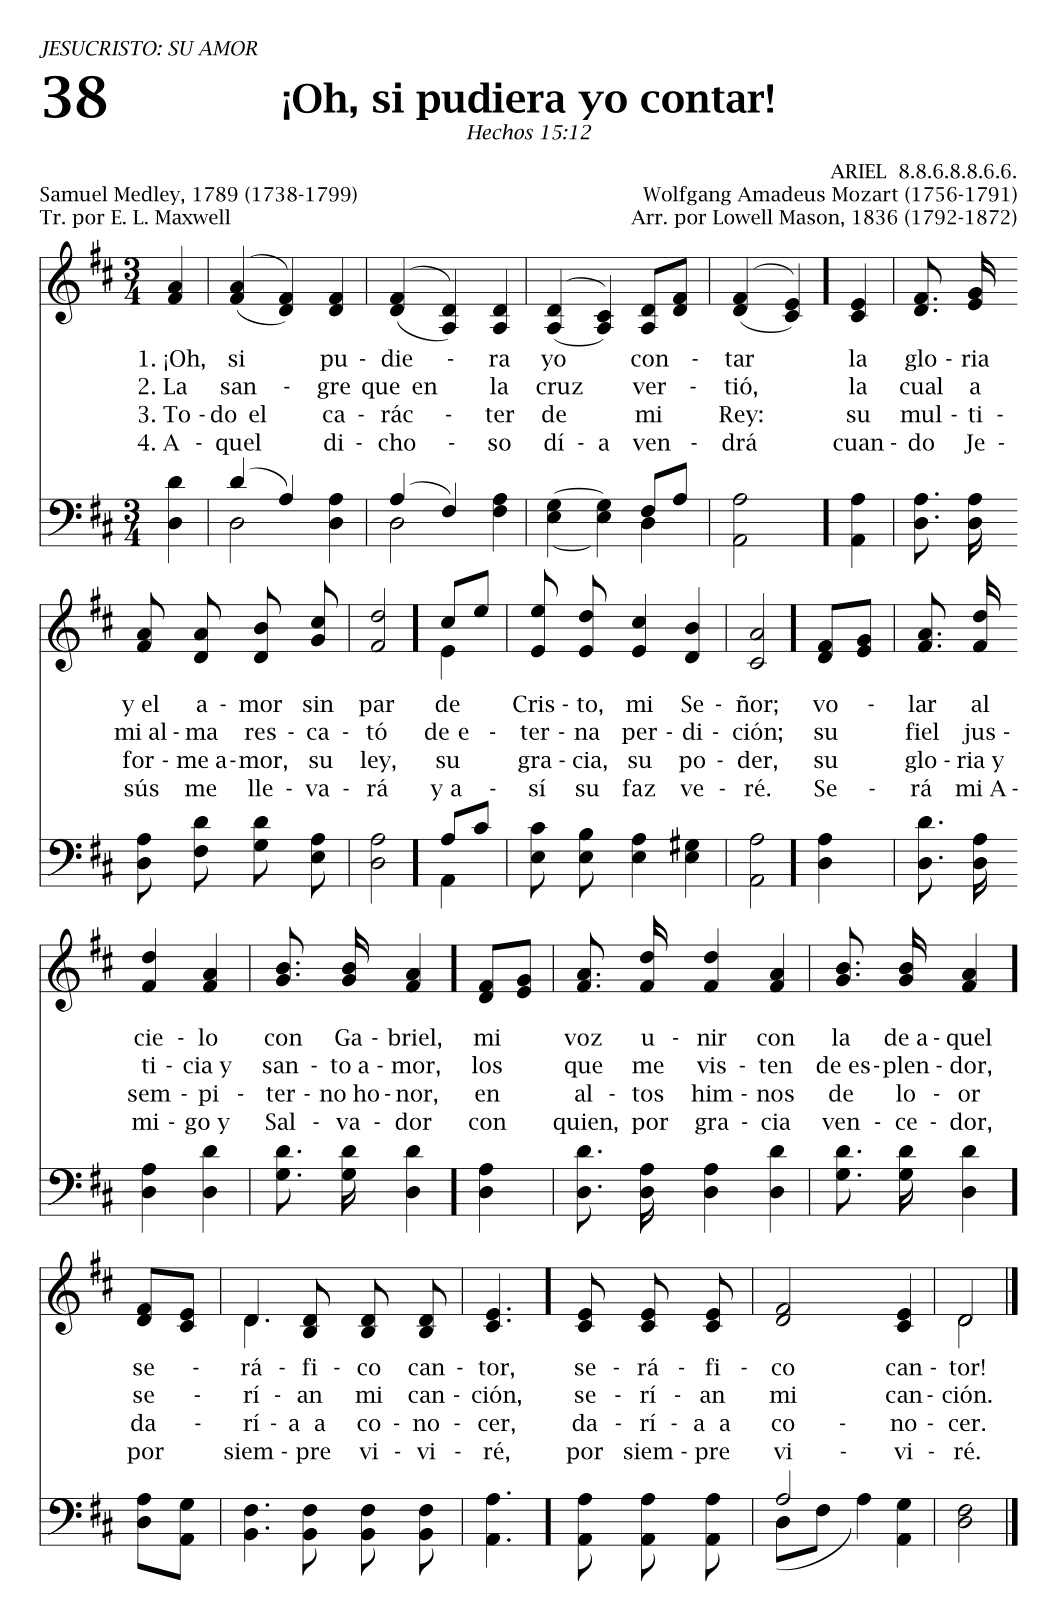 JESUCRISTO: SU AMOR
38
¡Oh, si pudiera yo contar!
Hechos 15:12
ARIEL 8.8.6.8.8.6.6.
Samuel Medley, 1789 (1738-1799)
Wolfgang Amadeus Mozart (1756-1791)
Tr. por E. L. Maxwell
Arr. por Lowell Mason, 1836 (1792-1872)
3
4
1. ¡Oh, si pu - die - ra yo con - tar la glo - ria
2. La san - gre que en la cruz ver - tió, la cual a
3. To - do el ca - rác - ter de mi Rey: su mul - ti -
4. A - quel di - cho - so dí - a ven - drá cuan - do Je -
3
4
y el a - mor sin par de Cris - to, mi Se - ñor; vo - lar al
mi al - ma res - ca - tó de e - ter - na per - di - ción; su fiel jus -
for - me a - mor, su ley, su gra - cia, su po - der, su glo - ria y
sús me lle - va - rá y a - sí su faz ve - ré. Se - rá mi A -
cie - lo con Ga - briel, mi voz u - nir con la de a - quel
ti - cia y san - to a - mor, los que me vis - ten de es - plen - dor,
sem - pi - ter - no ho - nor, en al - tos him - nos de lo - or
mi - go y Sal - va - dor con quien, por gra - cia ven - ce - dor,
se - rá - fi - co can - tor, se - rá - fi - co can - tor!
se - rí - an mi can - ción, se - rí - an mi can - ción.
da - rí - a a co - no - cer, da - rí - a a co - no - cer.
por siem - pre vi - vi - ré, por siem - pre vi - vi - ré.